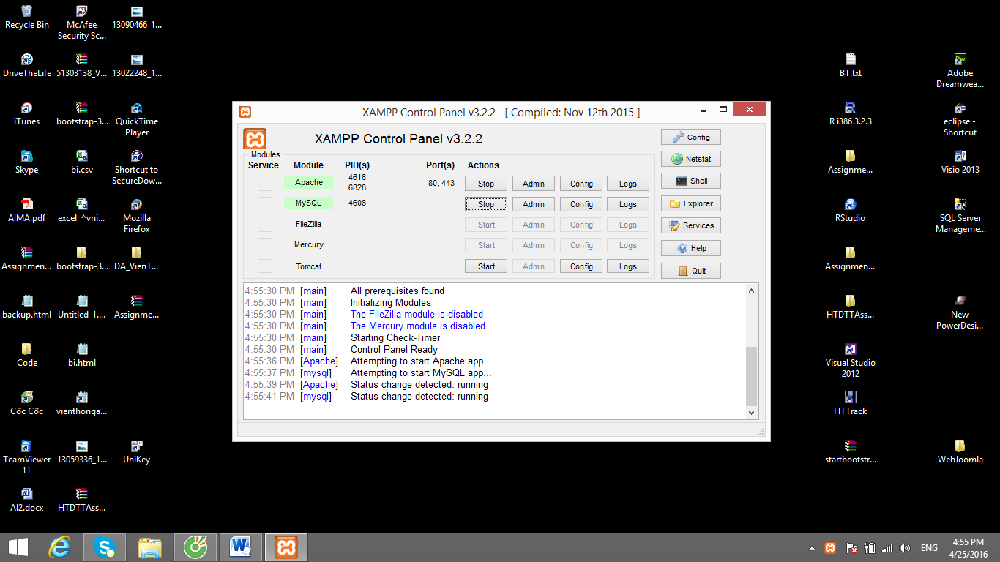 Recycle Bin
McAfee
Security Sc...
13090466_1...
DriveTheLife
51303138_V...
13022248_1...
iTunes
bootstrap-3...
QuickTime
Player
Skype
bi.csv
Shortcut to
SecureDow...
AIMA.pdf
excel_^vni...
Mozilla
Firefox
Assignmen...
bootstrap-3...
DA_VienT...
backup.html
Untitled-1....
Assignme...
Code
bi.html
Cốc Cốc
vienthonga...
TeamViewer
11
13059336_1...
UniKey
AI2.docx
HTDTTAss...
XAMPP Control Panel v3.2.2 [ Compiled: Nov 12th 2015 ]
XAMPP Control Panel v3.2.2
Modules
Service Module PID(s) Port(s) Actions
Apache 4616 6828 80, 443 Stop Admin Config Logs
MySQL 4608 Stop Admin Config Logs
FileZilla Start Admin Config Logs
Mercury Start Admin Config Logs
Tomcat Start Admin Config Logs
Config
Netstat
Shell
Explorer
Services
Help
Quit
4:55:30 PM [main] All prerequisites found
4:55:30 PM [main] Initializing Modules
4:55:30 PM [main] The FileZilla module is disabled
4:55:30 PM [main] The Mercury module is disabled
4:55:30 PM [main] Starting Check-Timer
4:55:30 PM [main] Control Panel Ready
4:55:36 PM [Apache] Attempting to start Apache app...
4:55:37 PM [mysql] Attempting to start MySQL app...
4:55:39 PM [Apache] Status change detected: running
4:55:41 PM [mysql] Status change detected: running
BT.txt
Adobe
Dreamwea...
R i386 3.2.3
eclipse -
Shortcut
Assignme...
Visio 2013
RStudio
SQL Server
Manageme...
Assignmen...
HTDTTAss...
New
PowerDesi...
Visual Studio
2012
HTTrack
startbootstr...
WebJoomla
ENG
4:55 PM
4/25/2016